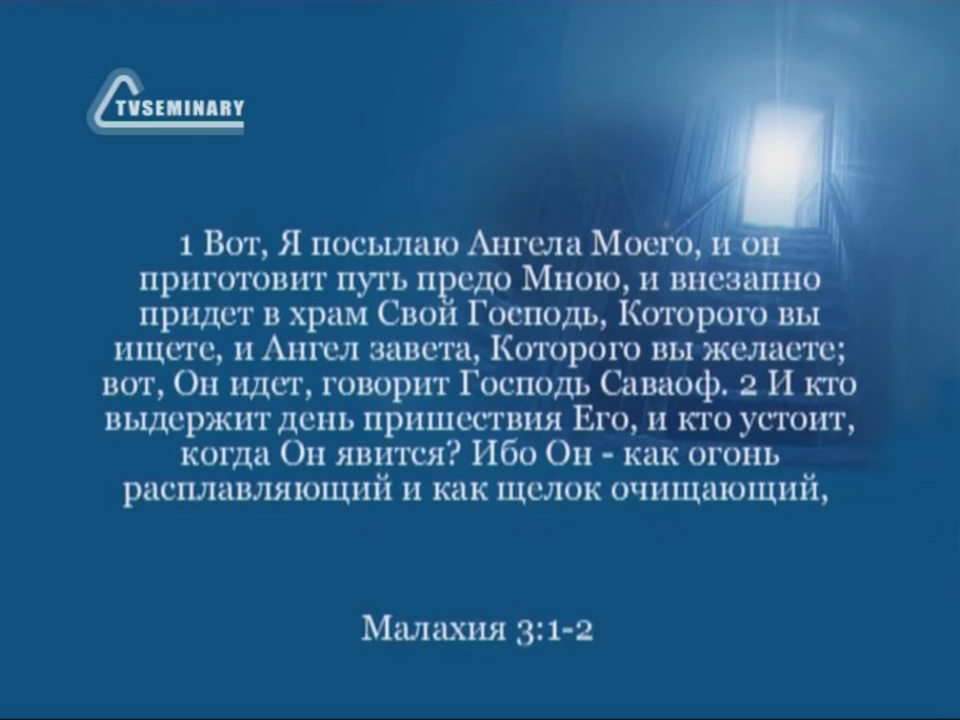 TVSEMINARY
1 Вот, Я посылаю Ангела Моего, и он
приготовит путь предо Мною, и внезапно
придет в храм Свой Господь, Которого вы
ищете, и Ангел завета, Которого вы желаете;
вот, Он идет, говорит Господь Саваоф. 2 И кто
выдержит день пришествия Его, и кто устоит,
когда Он явится? Ибо Он - как огонь
расплавляющий и как щелок очищающий,
Малахия 3:1-2